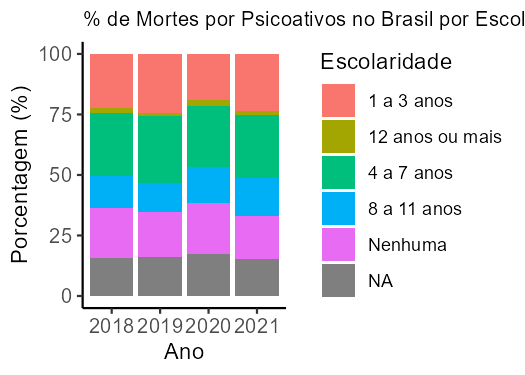 % de Mortes por Psicoativos no Brasil por Escol
Porcentagem (%)
100
75
50
25
0
2018 2019 2020 2021
Ano
Escolaridade
1 a 3 anos
12 anos ou mais
4 a 7 anos
8 a 11 anos
Nenhuma
NA